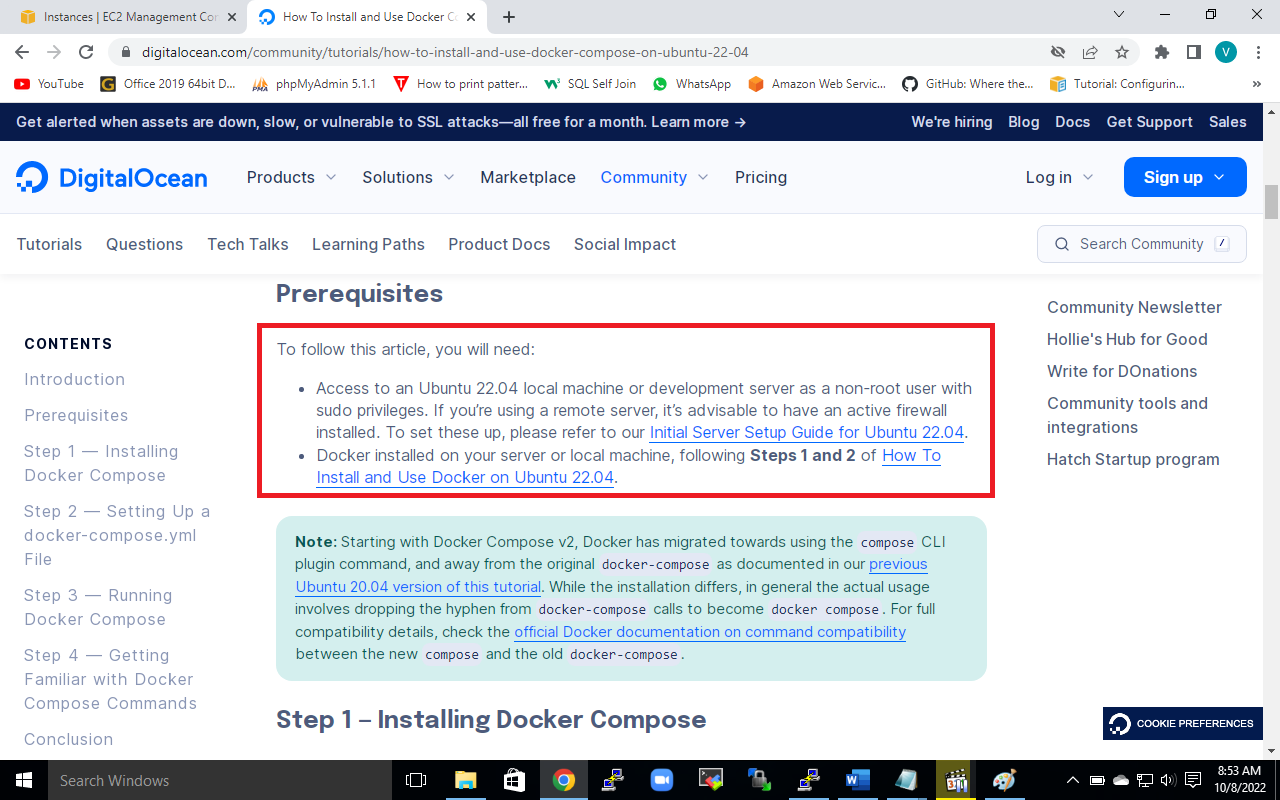 Instances | EC2 Management Con
How To Install and Use Docker Co
digitalocean.com/community/tutorials/how-to-install-and-use-docker-compose-on-ubuntu-22-04
V
YouTube
Office 2019 64bit D...
phpMyAdmin 5.1.1
How to print patter...
SQL Self Join
WhatsApp
Amazon Web Servic...
GitHub: Where the...
Tutorial: Configurin...
»
Get alerted when assets are down, slow, or vulnerable to SSL attacks—all free for a month. Learn more →
We're hiring Blog Docs Get Support Sales
DigitalOcean
Products Solutions Marketplace Community Pricing
Log in
Sign up
Tutorials Questions Tech Talks Learning Paths Product Docs Social Impact
Search Community /
CONTENTS
Introduction
Prerequisites
Step 1 — Installing
Docker Compose
Step 2 — Setting Up a
docker-compose.yml
File
Step 3 — Running
Docker Compose
Step 4 — Getting
Familiar with Docker
Compose Commands
Conclusion
Prerequisites
To follow this article, you will need:
• Access to an Ubuntu 22.04 local machine or development server as a non-root user with
sudo privileges. If you’re using a remote server, it’s advisable to have an active firewall
installed. To set these up, please refer to our Initial Server Setup Guide for Ubuntu 22.04.
• Docker installed on your server or local machine, following Steps 1 and 2 of How To
Install and Use Docker on Ubuntu 22.04.
Note: Starting with Docker Compose v2, Docker has migrated towards using the compose CLI
plugin command, and away from the original docker-compose as documented in our previous
Ubuntu 20.04 version of this tutorial. While the installation differs, in general the actual usage
involves dropping the hyphen from docker-compose calls to become docker compose. For full
compatibility details, check the official Docker documentation on command compatibility
between the new compose and the old docker-compose.
Step 1 – Installing Docker Compose
Community Newsletter
Hollie's Hub for Good
Write for DOnations
Community tools and
integrations
Hatch Startup program
COOKIE PREFERENCES
Search Windows
8:53 AM
10/8/2022